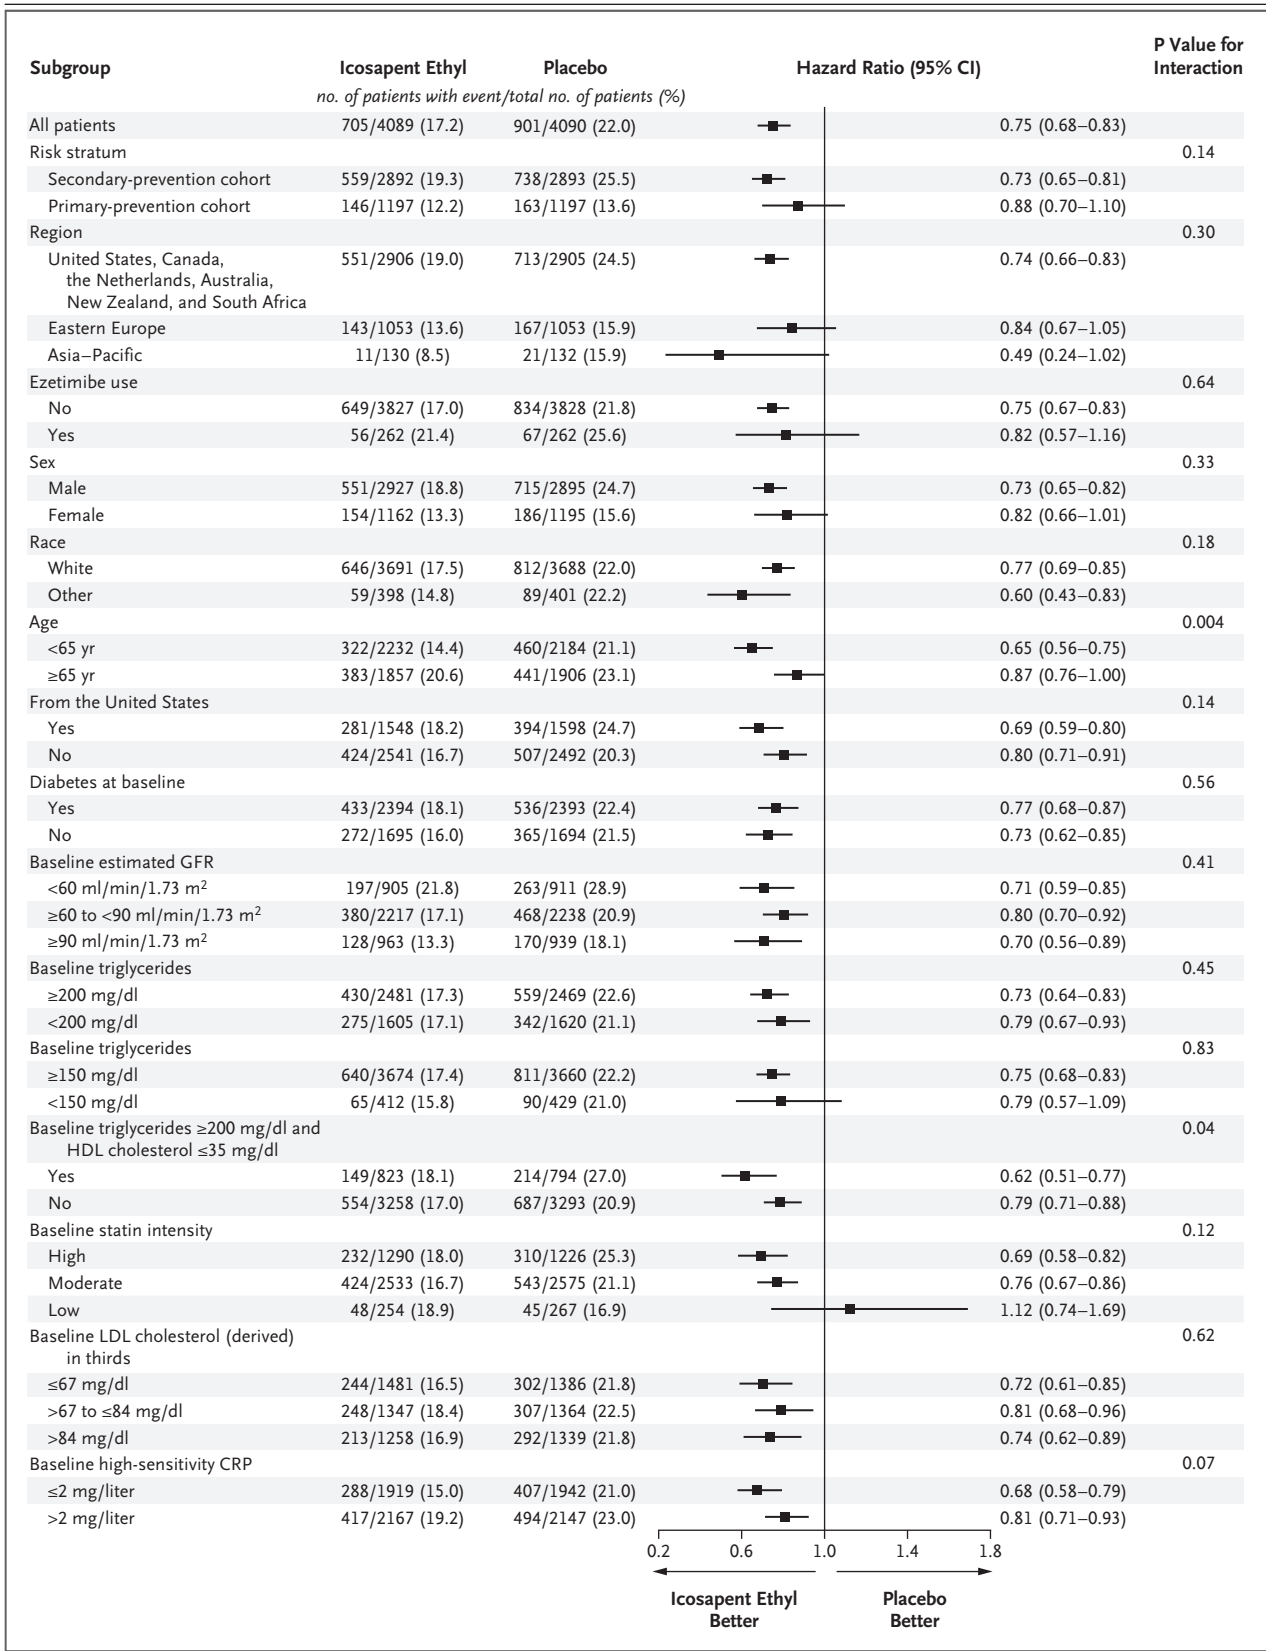 P Value for
Subgroup Icosapent Ethyl Placebo Hazard Ratio (95% CI) Interaction
no. of patients with event/total no. of patients (%)
All patients 705/4089 (17.2) 901/4090 (22.0) 0.75 (0.68–0.83)
Risk stratum 0.14
Secondary-prevention cohort 559/2892 (19.3) 738/2893 (25.5) 0.73 (0.65–0.81)
Primary-prevention cohort 146/1197 (12.2) 163/1197 (13.6) 0.88 (0.70–1.10)
Region 0.30
United States, Canada, 551/2906 (19.0) 713/2905 (24.5) 0.74 (0.66–0.83)
the Netherlands, Australia,
New Zealand, and South Africa
Eastern Europe 143/1053 (13.6) 167/1053 (15.9) 0.84 (0.67–1.05)
Asia–Pacific 11/130 (8.5) 21/132 (15.9) 0.49 (0.24–1.02)
Ezetimibe use 0.64
No 649/3827 (17.0) 834/3828 (21.8) 0.75 (0.67–0.83)
Yes 56/262 (21.4) 67/262 (25.6) 0.82 (0.57–1.16)
Sex 0.33
Male 551/2927 (18.8) 715/2895 (24.7) 0.73 (0.65–0.82)
Female 154/1162 (13.3) 186/1195 (15.6) 0.82 (0.66–1.01)
Race 0.18
White 646/3691 (17.5) 812/3688 (22.0) 0.77 (0.69–0.85)
Other 59/398 (14.8) 89/401 (22.2) 0.60 (0.43–0.83)
Age 0.004
<65 yr 322/2232 (14.4) 460/2184 (21.1) 0.65 (0.56–0.75)
≥65 yr 383/1857 (20.6) 441/1906 (23.1) 0.87 (0.76–1.00)
From the United States 0.14
Yes 281/1548 (18.2) 394/1598 (24.7) 0.69 (0.59–0.80)
No 424/2541 (16.7) 507/2492 (20.3) 0.80 (0.71–0.91)
Diabetes at baseline 0.56
Yes 433/2394 (18.1) 536/2393 (22.4) 0.77 (0.68–0.87)
No 272/1695 (16.0) 365/1694 (21.5) 0.73 (0.62–0.85)
Baseline estimated GFR 0.41
<60 ml/min/1.73 m² 197/905 (21.8) 263/911 (28.9) 0.71 (0.59–0.85)
≥60 to <90 ml/min/1.73 m² 380/2217 (17.1) 468/2238 (20.9) 0.80 (0.70–0.92)
≥90 ml/min/1.73 m² 128/963 (13.3) 170/939 (18.1) 0.70 (0.56–0.89)
Baseline triglycerides 0.45
≥200 mg/dl 430/2481 (17.3) 559/2469 (22.6) 0.73 (0.64–0.83)
<200 mg/dl 275/1605 (17.1) 342/1620 (21.1) 0.79 (0.67–0.93)
Baseline triglycerides 0.83
≥150 mg/dl 640/3674 (17.4) 811/3660 (22.2) 0.75 (0.68–0.83)
<150 mg/dl 65/412 (15.8) 90/429 (21.0) 0.79 (0.57–1.09)
Baseline triglycerides ≥200 mg/dl and 0.04
HDL cholesterol ≤35 mg/dl
Yes 149/823 (18.1) 214/794 (27.0) 0.62 (0.51–0.77)
No 554/3258 (17.0) 687/3293 (20.9) 0.79 (0.71–0.88)
Baseline statin intensity 0.12
High 232/1290 (18.0) 310/1226 (25.3) 0.69 (0.58–0.82)
Moderate 424/2533 (16.7) 543/2575 (21.1) 0.76 (0.67–0.86)
Low 48/254 (18.9) 45/267 (16.9) 1.12 (0.74–1.69)
Baseline LDL cholesterol (derived) 0.62
in thirds
≤67 mg/dl 244/1481 (16.5) 302/1386 (21.8) 0.72 (0.61–0.85)
>67 to ≤84 mg/dl 248/1347 (18.4) 307/1364 (22.5) 0.81 (0.68–0.96)
>84 mg/dl 213/1258 (16.9) 292/1339 (21.8) 0.74 (0.62–0.89)
Baseline high-sensitivity CRP 0.07
≤2 mg/liter 288/1919 (15.0) 407/1942 (21.0) 0.68 (0.58–0.79)
>2 mg/liter 417/2167 (19.2) 494/2147 (23.0) 0.81 (0.71–0.93)
0.2 0.6 1.0 1.4 1.8
Icosapent Ethyl Placebo
Better Better